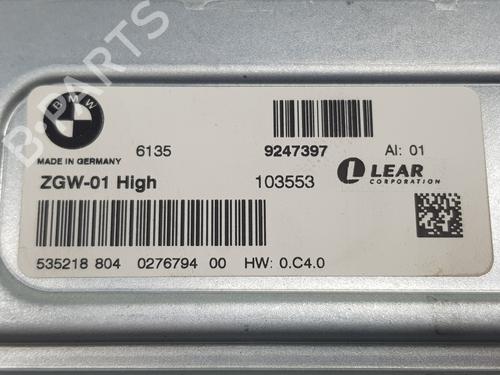 B-PARTS
BMW
6135 9247397 AI: 01
MADE IN GERMANY
ZGW-01 High 103553 LEAR
CORPORATION
535218 804 0276794 00 HW: 0.C4.0